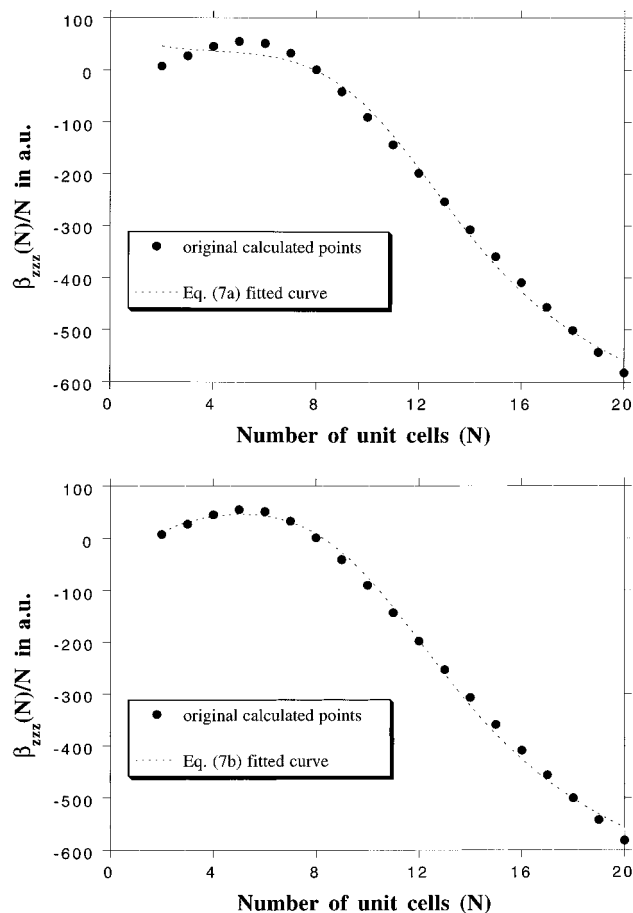 100
0
-100
-200
-300
-400
-500
-600
βzzz(N)/N in a.u.
original calculated points
Eq. (7a) fitted curve
0 4 8 12 16 20
Number of unit cells (N)
100
0
-100
-200
-300
-400
-500
-600
βzzz(N)/N in a.u.
original calculated points
Eq. (7b) fitted curve
0 4 8 12 16 20
Number of unit cells (N)